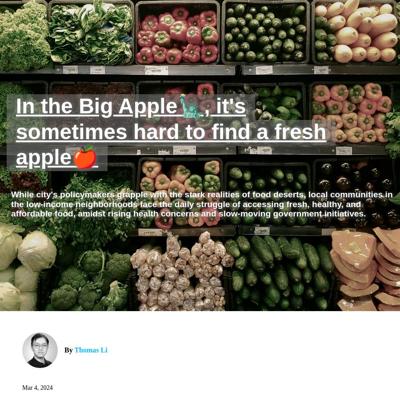 In the Big Apple🗽, it's
sometimes hard to find a fresh
apple🍎
While city's policymakers grapple with the stark realities of food deserts, local communities in
the low-income neighborhoods face the daily struggle of accessing fresh, healthy, and
affordable food, amidst rising health concerns and slow-moving government initiatives.
By Thomas Li
Mar 4, 2024